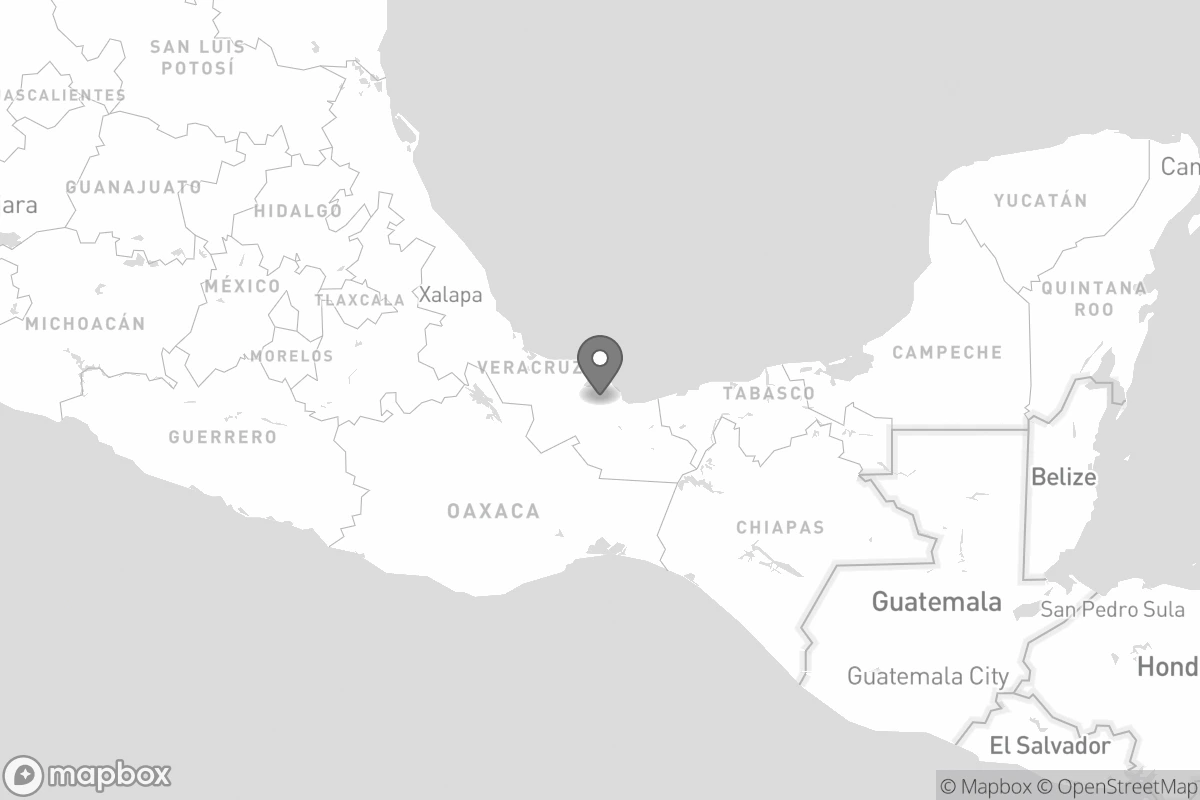 SAN LUIS
POTOSÍ
ASCALIENTES
GUANAJUATO
HIDALGO
ara
MÉXICO
TLAXCALA
Xalapa
MICHOACÁN
MORELOS
VERACRUZ
GUERRERO
OAXACA
TABASCO
CHIAPAS
CAMPECHE
YUCATÁN
Can
QUINTANA
ROO
Belize
Guatemala
San Pedro Sula
Guatemala City
Hond
El Salvador
mapbox
© Mapbox © OpenStreetMap